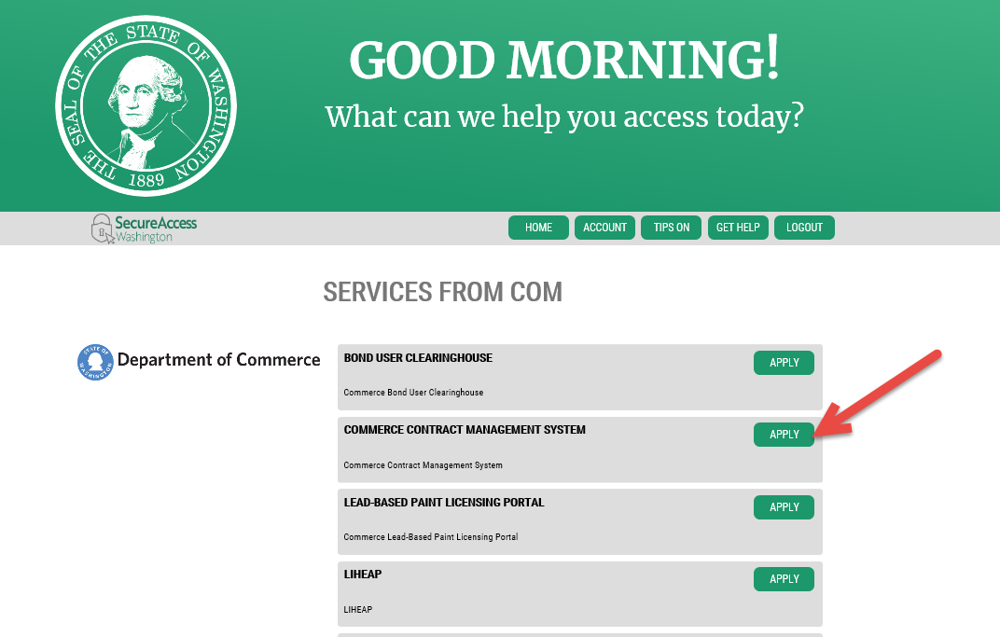 THE SEAL OF THE STATE OF WASHINGTON
1889
GOOD MORNING!
What can we help you access today?
SecureAccess
Washington
HOME ACCOUNT TIPS ON GET HELP LOGOUT
SERVICES FROM COM
STATE OF WASHINGTON
Department of Commerce
BOND USER CLEARINGHOUSE
APPLY
Commerce Bond User Clearinghouse
COMMERCE CONTRACT MANAGEMENT SYSTEM
APPLY
Commerce Contract Management System
LEAD-BASED PAINT LICENSING PORTAL
APPLY
Commerce Lead-Based Paint Licensing Portal
LIHEAP
APPLY
LIHEAP